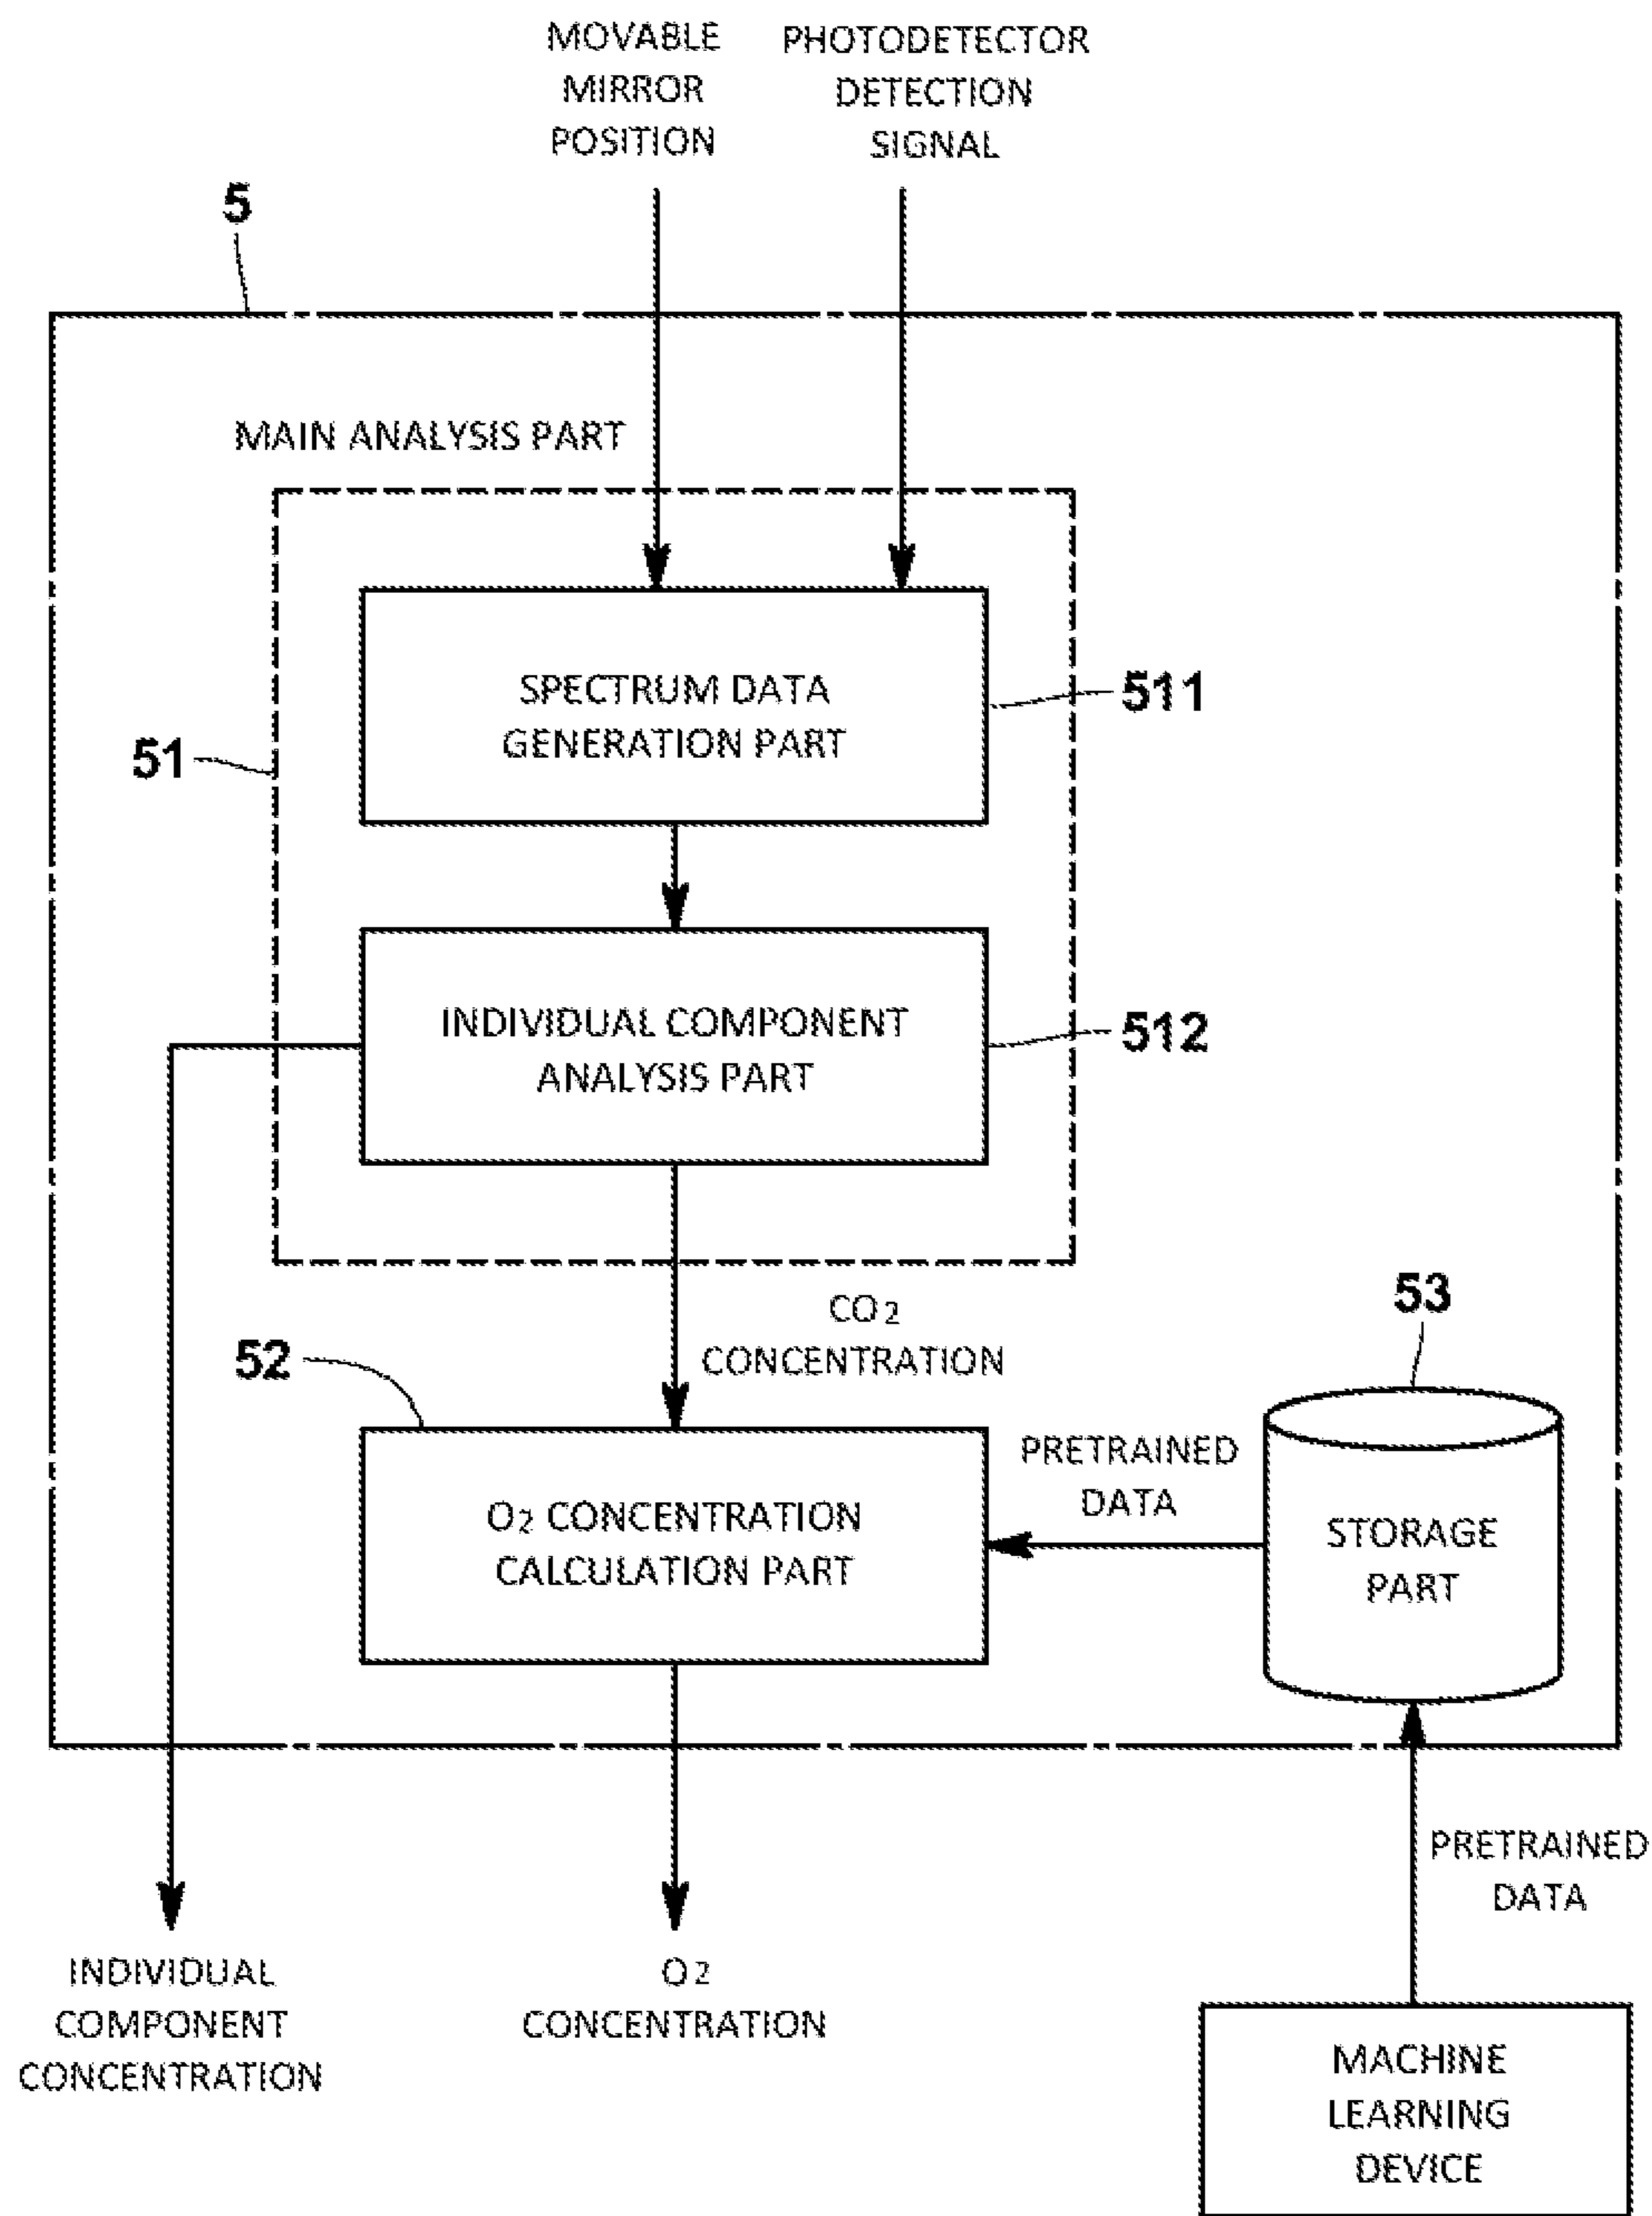 MOVABLE
MIRROR
POSITION
PHOTODETECTOR
DETECTION
SIGNAL
5
MAIN ANALYSIS PART
SPECTRUM DATA
GENERATION PART
511
51
INDIVIDUAL COMPONENT
ANALYSIS PART
512
CO2
CONCENTRATION
52
53
O2 CONCENTRATION
CALCULATION PART
PRETRAINED
DATA
STORAGE
PART
PRETRAINED
DATA
INDIVIDUAL
COMPONENT
CONCENTRATION
O2
CONCENTRATION
MACHINE
LEARNING
DEVICE